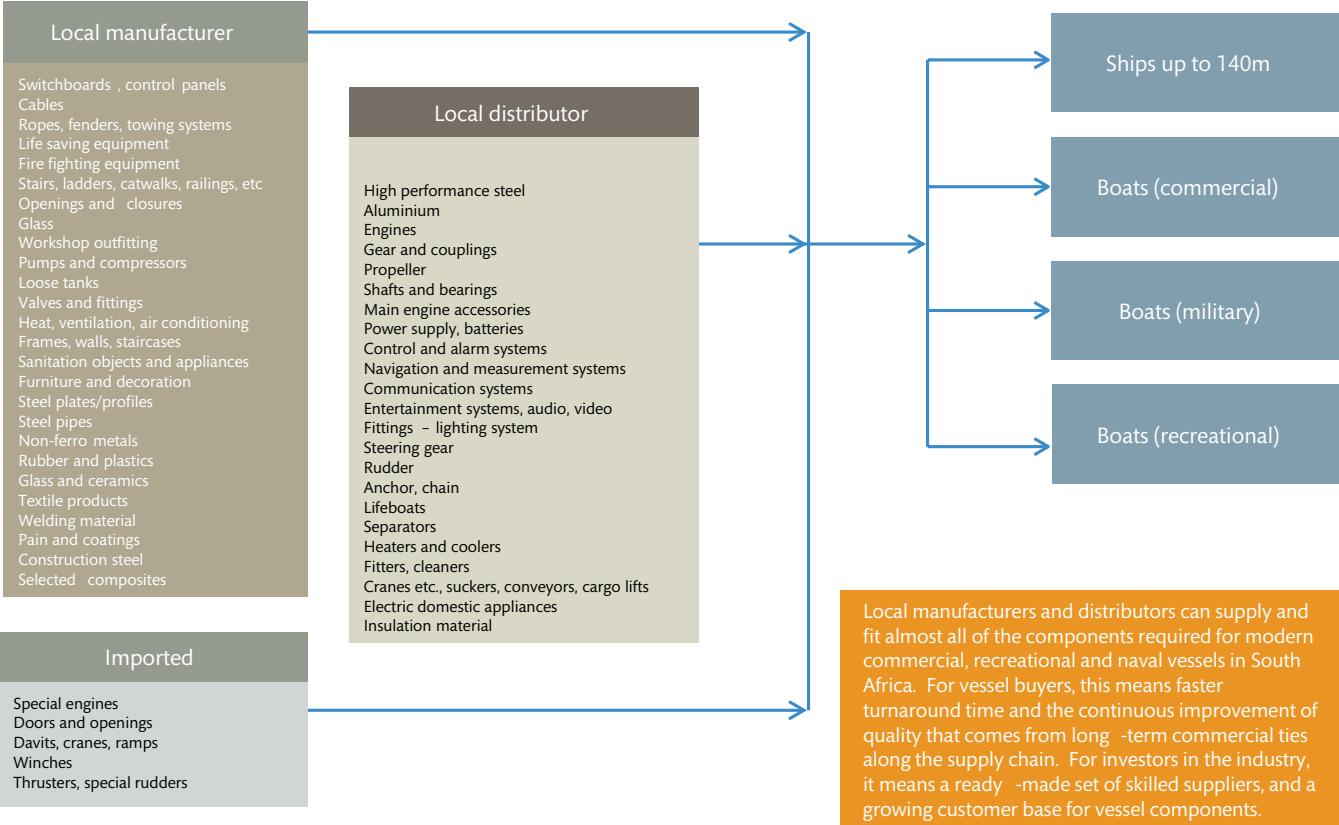 Local manufacturer
Switchboards , control panels
Cables
Ropes, fenders, towing systems
Life saving equipment
Fire fighting equipment
Stairs, ladders, catwalks, railings, etc
Openings and closures
Glass
Workshop outfitting
Pumps and compressors
Loose tanks
Valves and fittings
Heat, ventilation, air conditioning
Frames, walls, staircases
Sanitation objects and appliances
Furniture and decoration
Steel plates/profiles
Steel pipes
Non-ferro metals
Rubber and plastics
Glass and ceramics
Textile products
Welding material
Pain and coatings
Construction steel
Selected composites
Imported
Special engines
Doors and openings
Davits, cranes, ramps
Winches
Thrusters, special rudders
Local distributor
High performance steel
Aluminium
Engines
Gear and couplings
Propeller
Shafts and bearings
Main engine accessories
Power supply, batteries
Control and alarm systems
Navigation and measurement systems
Communication systems
Entertainment systems, audio, video
Fittings – lighting system
Steering gear
Rudder
Anchor, chain
Lifeboats
Separators
Heaters and coolers
Fitters, cleaners
Cranes etc., suckers, conveyors, cargo lifts
Electric domestic appliances
Insulation material
Ships up to 140m
Boats (commercial)
Boats (military)
Boats (recreational)
Local manufacturers and distributors can supply and
fit almost all of the components required for modern
commercial, recreational and naval vessels in South
Africa. For vessel buyers, this means faster
turnaround time and the continuous improvement of
quality that comes from long -term commercial ties
along the supply chain. For investors in the industry,
it means a ready -made set of skilled suppliers, and a
growing customer base for vessel components.